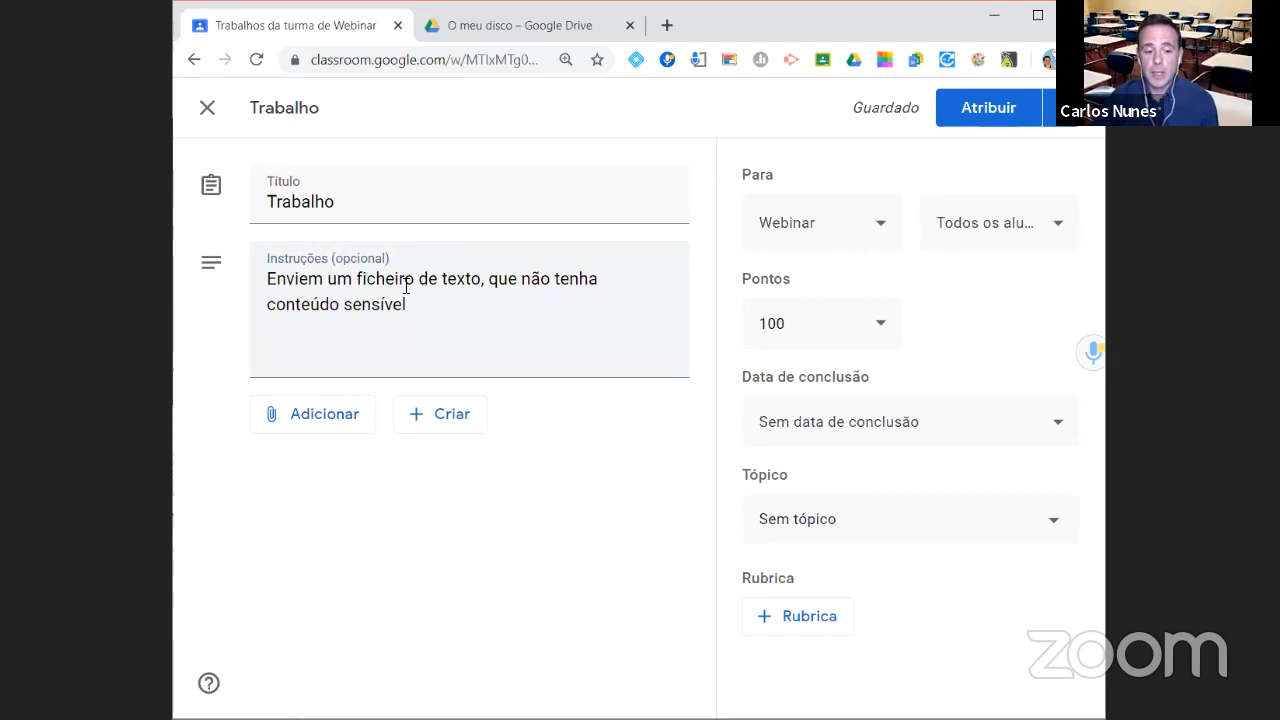 Trabalhos da turma de Webinar
O meu disco – Google Drive
classroom.google.com/w/MTIxMTg0...
Carlos Nunes
Trabalho
Guardado
Atribuir
Título
Trabalho
Instruções (opcional)
Enviem um ficheiro de texto, que não tenha
conteúdo sensível
Adicionar
Criar
Para
Webinar
Todos os alu...
Pontos
100
Data de conclusão
Sem data de conclusão
Tópico
Sem tópico
Rubrica
Rubrica
zoom